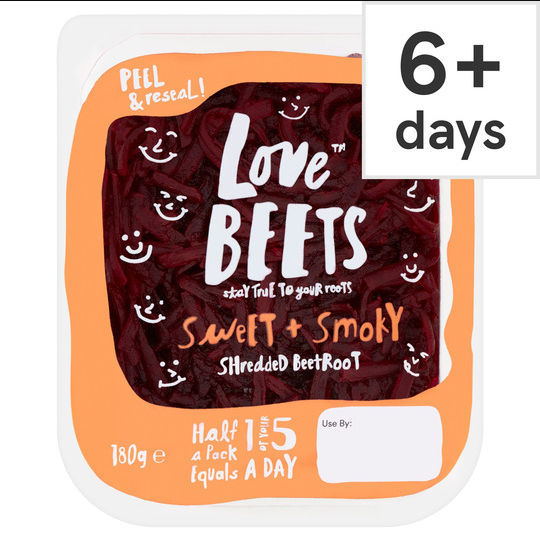 6+
days
PEEL
& reseal!
Love™
BEETS
stay TruE TO youR rooTs
SweET + SmokY
SHreddeD BeetRooT
Half
a Pack
Equals
1 OF YOUR 5
A DAY
180g e
Use By: